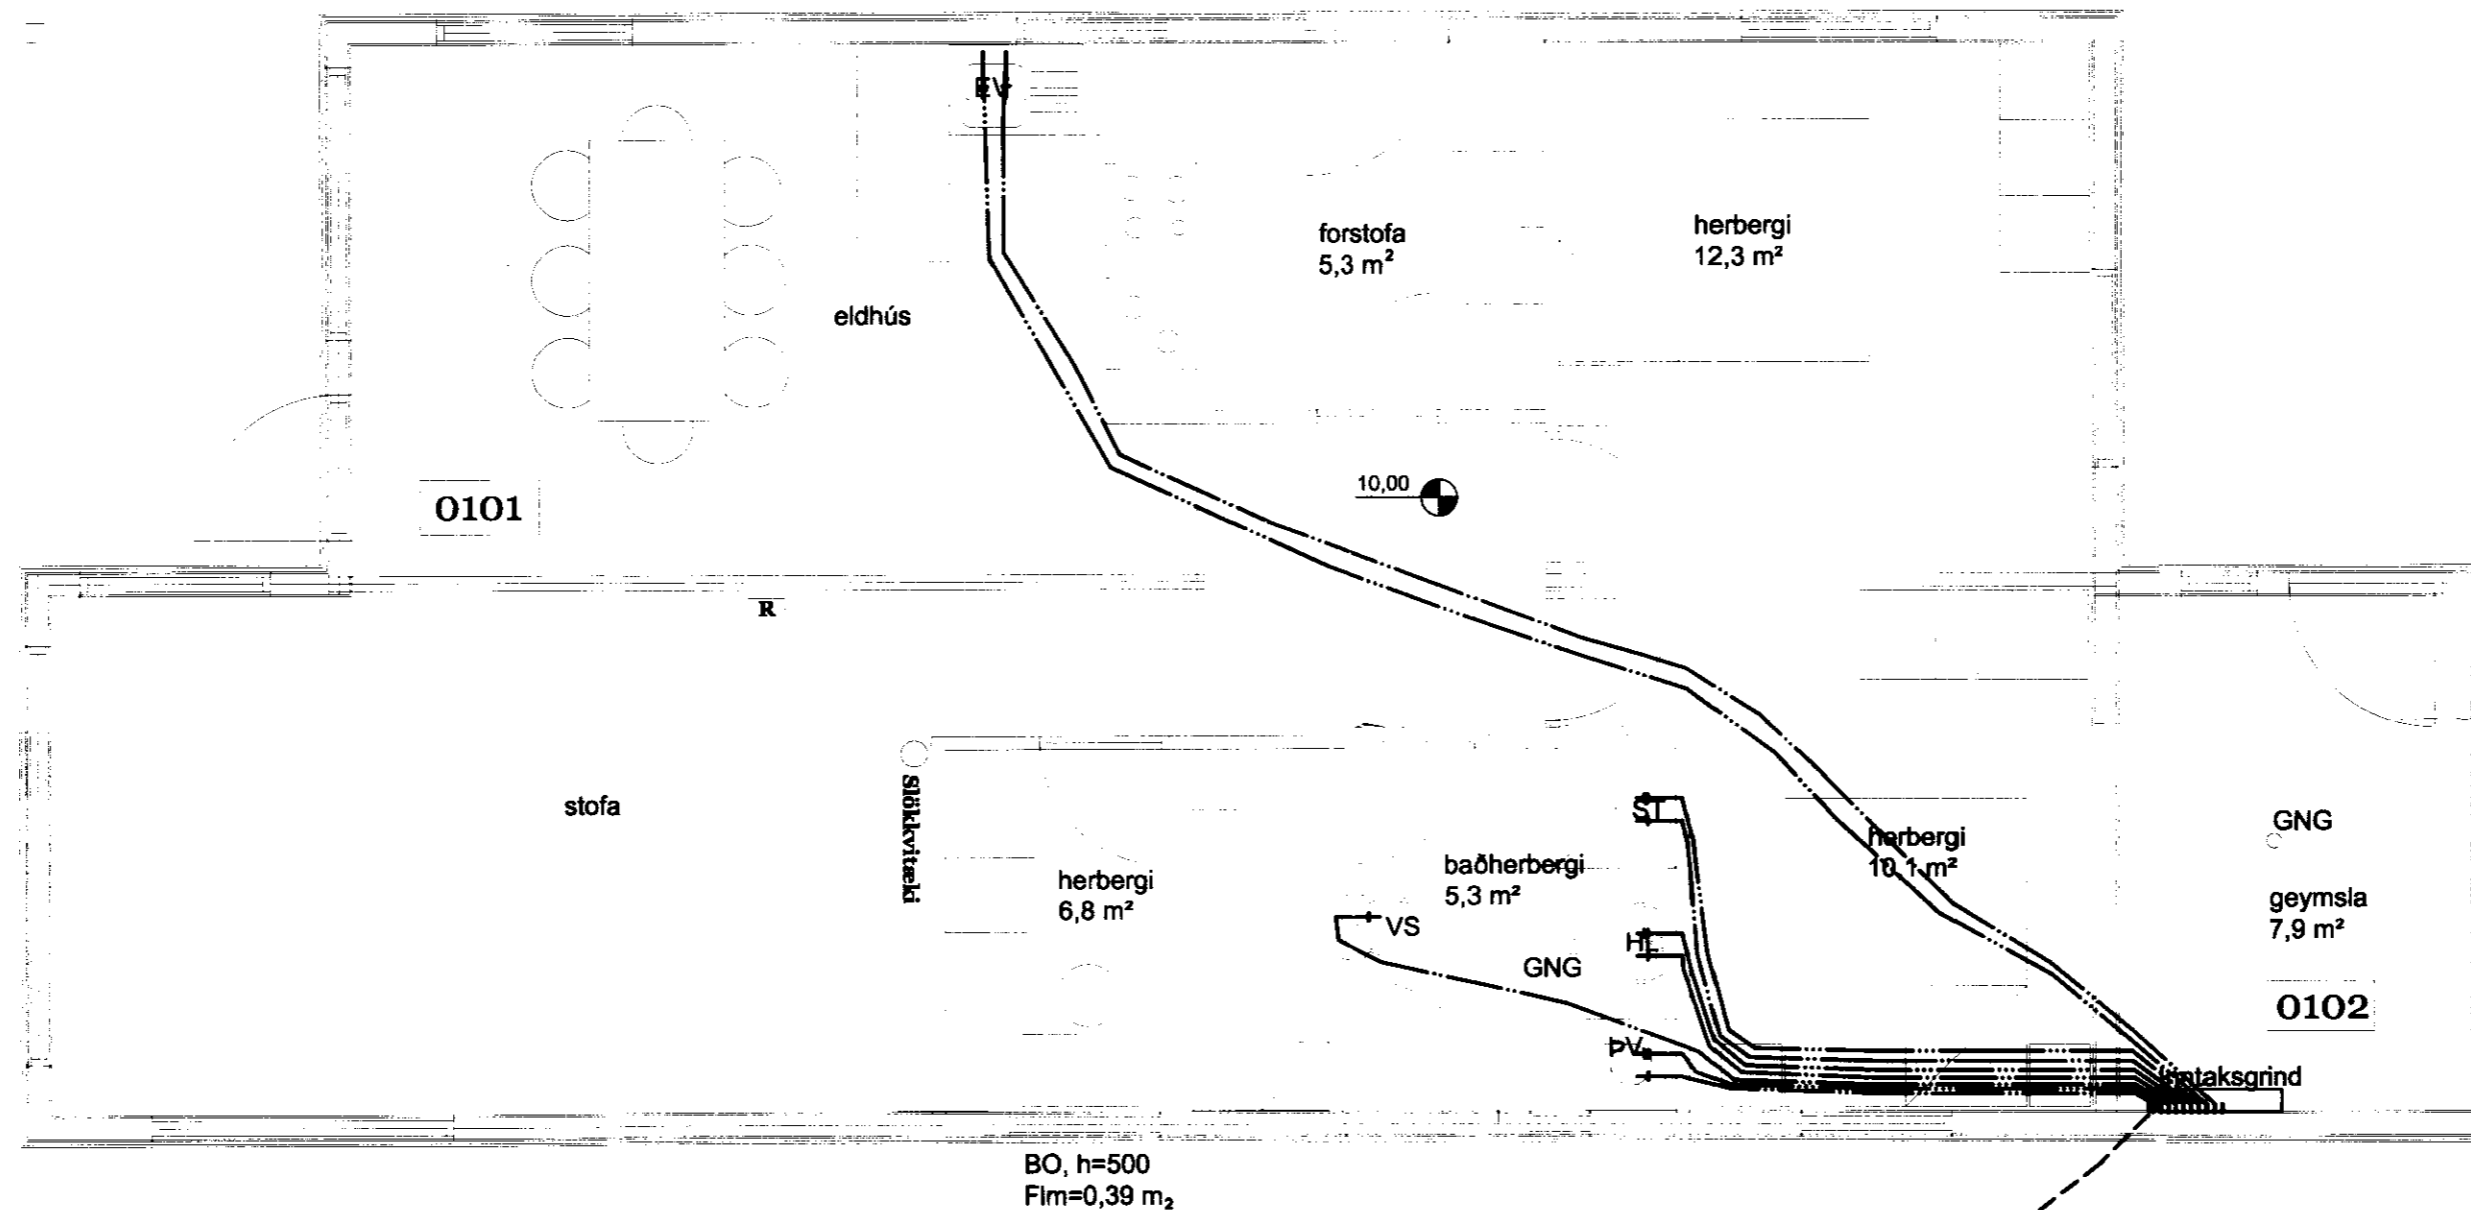 EV
forstofa
5,3 m²
herbergi
12,3 m²
eldhús
10,00
0101
R
stofa
Slökkvitæki
herbergi
6,8 m²
baðherbergi
5,3 m²
VS
GNG
ST
HL
ÞV
herbergi
10,1 m²
GNG
geymsla
7,9 m²
0102
Inntaksgrind
BO, h=500
Flm=0,39 m₂